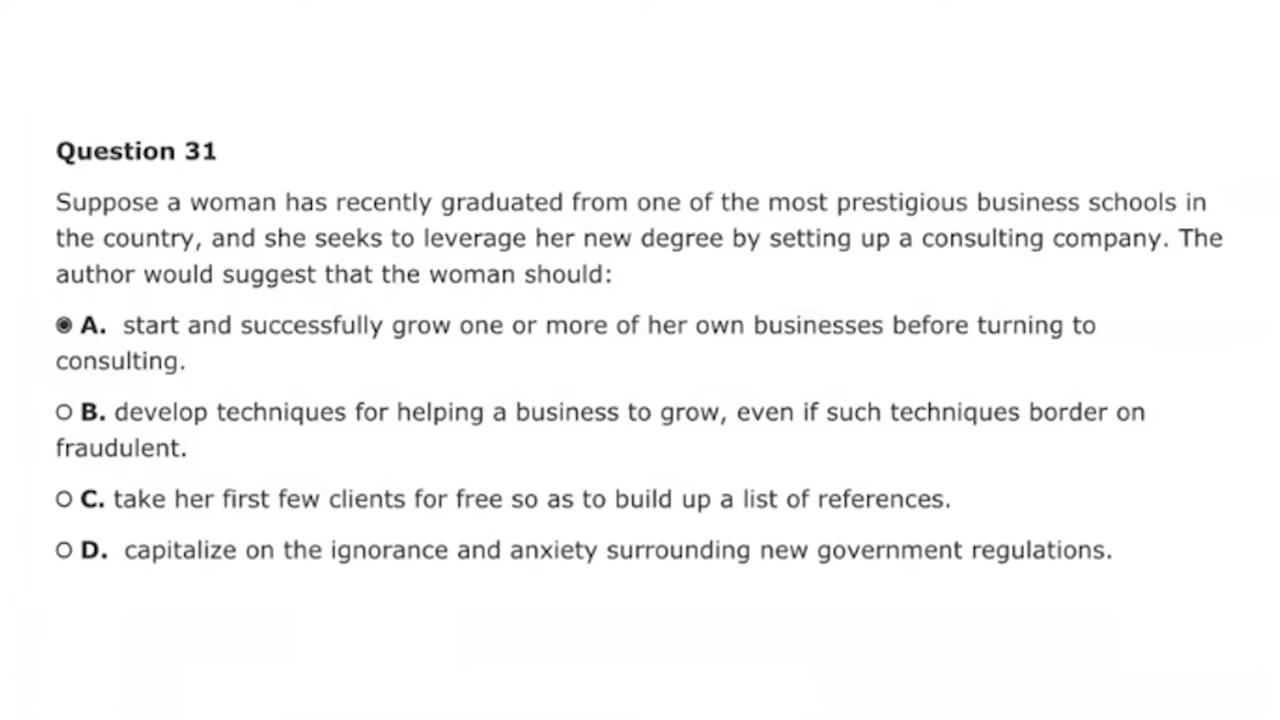 Question 31
Suppose a woman has recently graduated from one of the most prestigious business schools in
the country, and she seeks to leverage her new degree by setting up a consulting company. The
author would suggest that the woman should:
A. start and successfully grow one or more of her own businesses before turning to
consulting.
B. develop techniques for helping a business to grow, even if such techniques border on
fraudulent.
C. take her first few clients for free so as to build up a list of references.
D. capitalize on the ignorance and anxiety surrounding new government regulations.